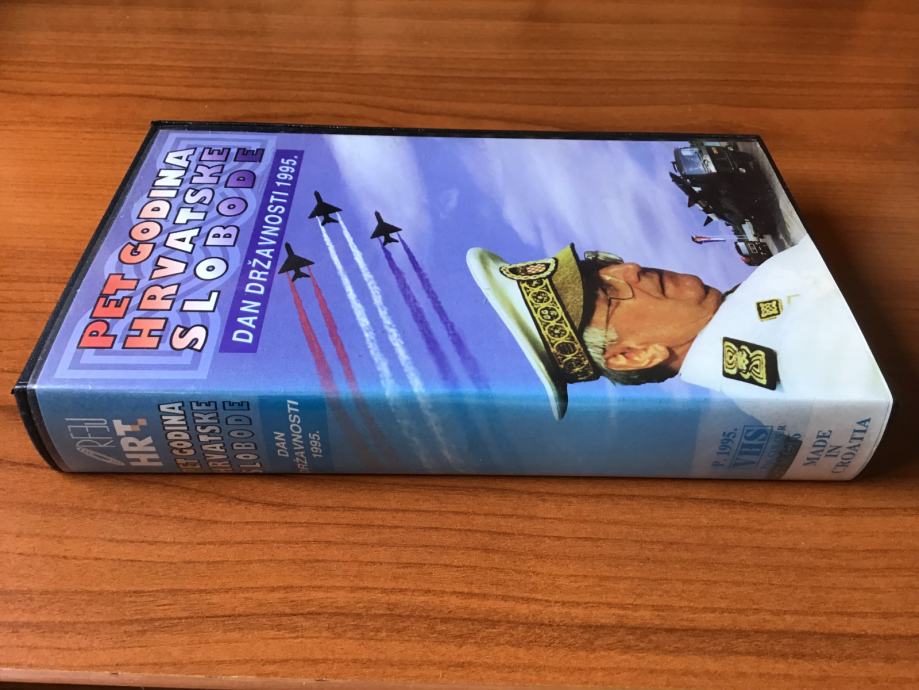 PET GODINA
HRVATSKE
SLOBODE
DAN DRŽAVNOSTI 1995.
HRT
PET GODINA
HRVATSKE
SLOBODE
DAN
DRŽAVNOSTI
1995.
P. 1995.
VHS
MADE
IN
CROATIA